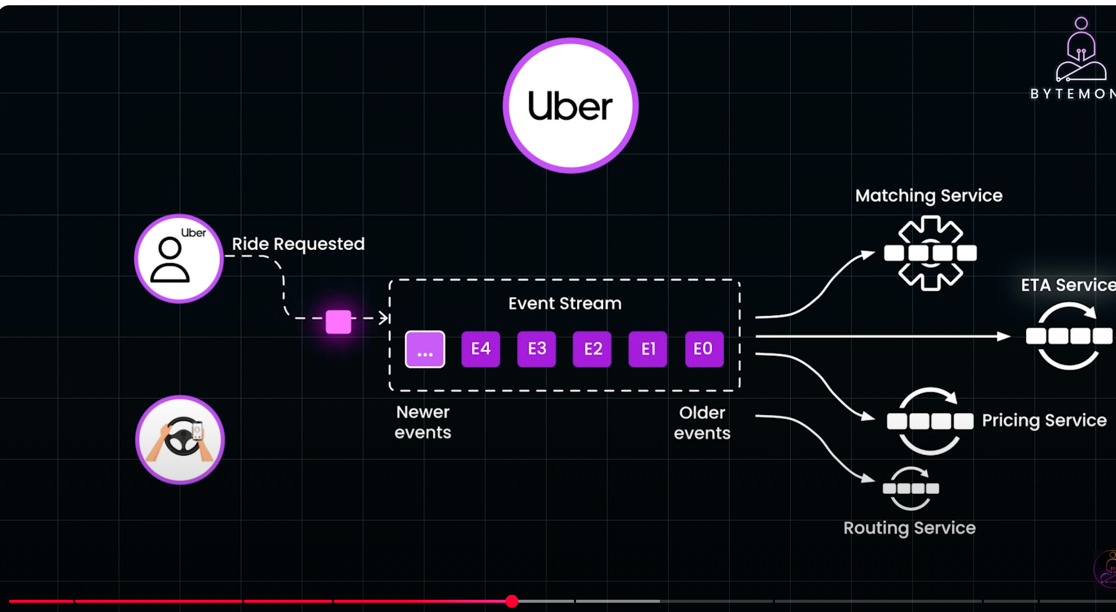 Uber
BYTEMON
Uber
Ride Requested
Matching Service
ETA Service
Event Stream
... E4 E3 E2 E1 E0
Newer
events
Older
events
Pricing Service
Routing Service